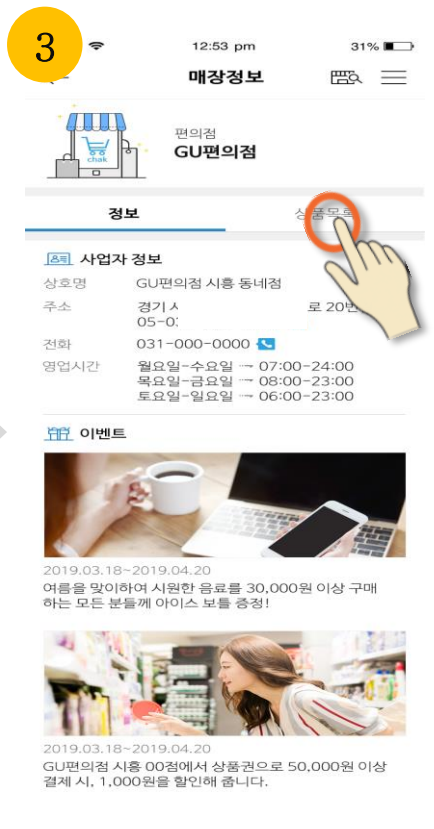 3
12:53 pm
31%
매장정보
편의점
GU편의점
chak
정보
상품목록
사업자 정보
상호명 GU편의점 시흥 동네점
주소 경기 로 20번
05-0
전화 031-000-0000
영업시간 월요일-수요일 → 07:00-24:00
목요일-금요일 → 08:00-23:00
토요일-일요일 → 06:00-23:00
이벤트
2019.03.18~2019.04.20
여름을 맞이하여 시원한 음료를 30,000원 이상 구매
하는 모든 분들께 아이스 보틀 증정!
2019.03.18~2019.04.20
GU편의점 시흥 00점에서 상품권으로 50,000원 이상
결제 시, 1,000원을 할인해 줍니다.